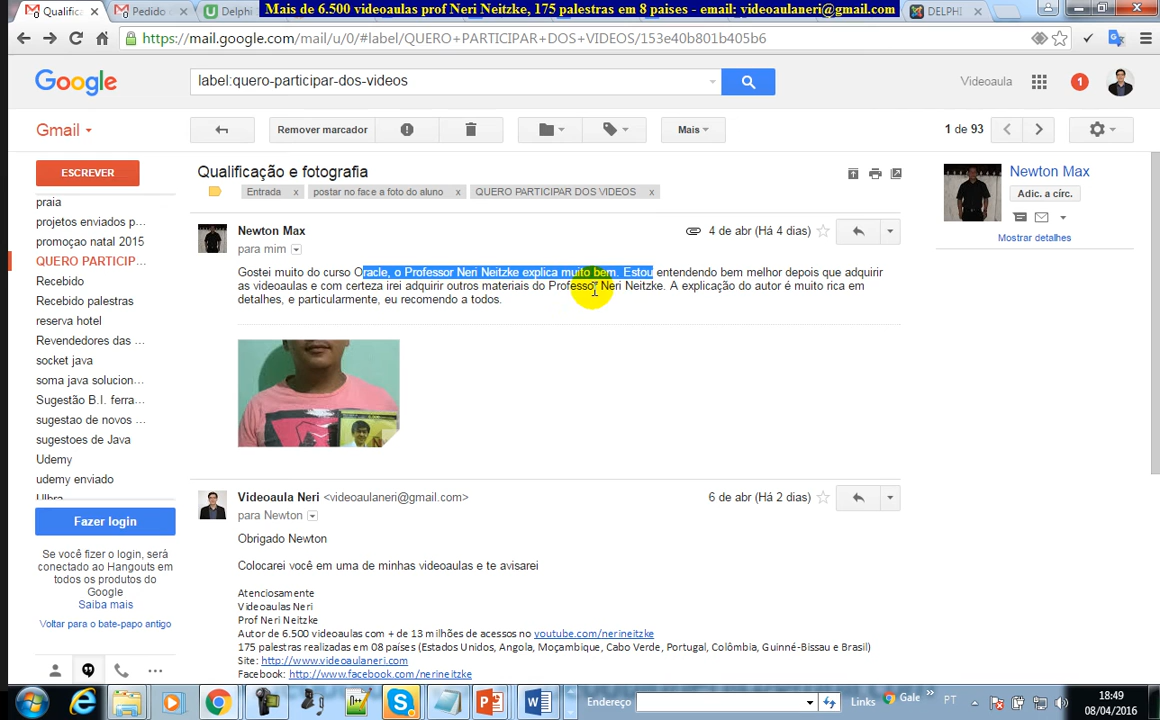 Qualific
Pedido
Delphi
Mais de 6.500 videoaulas prof Neri Neitzke, 175 palestras em 8 paises - email: videoaulaneri@gmail.com
DELPHI
https://mail.google.com/mail/u/0/#label/QUERO+PARTICIPAR+DOS+VIDEOS/153e40b801b405b6
Google
label:quero-participar-dos-videos
Videoaula
1
Gmail
Remover marcador
Mais
1 de 93
ESCREVER
Qualificação e fotografia
Entrada x
postar no face a foto do aluno x
QUERO PARTICIPAR DOS VIDEOS x
Newton Max
Adic. a círc.
Mostrar detalhes
praia
projetos enviados p...
promoçao natal 2015
QUERO PARTICIP...
Recebido
Recebido palestras
reserva hotel
Revendedores das ...
socket java
soma java solucion...
Sugestão B.I. ferra...
sugestao de novos ...
sugestoes de Java
Udemy
udemy enviado
Ulbra
Newton Max
4 de abr (Há 4 dias)
para mim
Gostei muito do curso Oracle, o Professor Neri Neitzke explica muito bem. Estou entendendo bem melhor depois que adquirir
as videoaulas e com certeza irei adquirir outros materiais do Professor Neri Neitzke. A explicação do autor é muito rica em
detalhes, e particularmente, eu recomendo a todos.
Videoaula Neri <videoaulaneri@gmail.com>
6 de abr (Há 2 dias)
para Newton
Obrigado Newton
Colocarei você em uma de minhas videoaulas e te avisarei
Atenciosamente
Videoaulas Neri
Prof Neri Neitzke
Autor de 6.500 videoaulas com + de 13 milhões de acessos no youtube.com/nerineitzke
175 palestras realizadas em 08 países (Estados Unidos, Angola, Moçambique, Cabo Verde, Portugal, Colômbia, Guinné-Bissau e Brasil)
Site: http://www.videoaulaneri.com
Facebook: http://www.facebook.com/nerineitzke
Fazer login
Se você fizer o login, será
conectado ao Hangouts em
todos os produtos do
Google
Saiba mais
Voltar para o bate-papo antigo
Endereço
Links
Gale
PT
18:49
08/04/2016